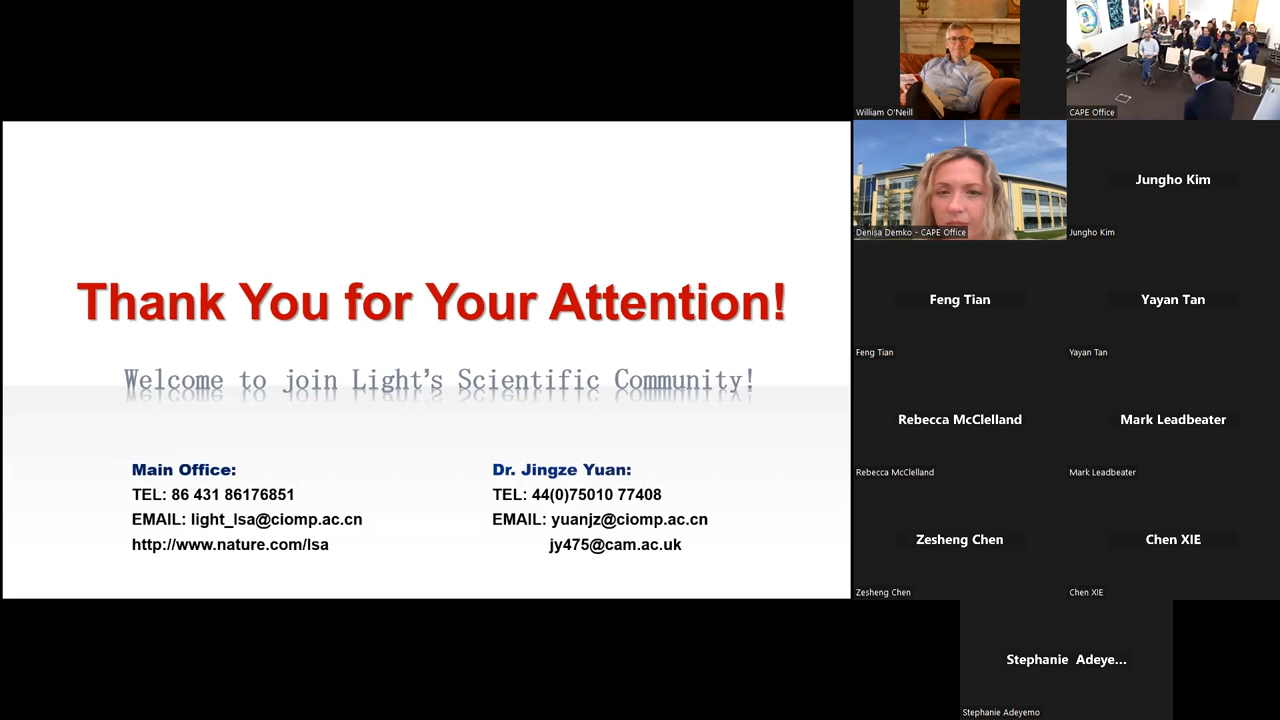 Thank You for Your Attention!
Welcome to join Light's Scientific Community!
Main Office:
TEL: 86 431 86176851
EMAIL: light_lsa@ciomp.ac.cn
http://www.nature.com/lsa
Dr. Jingze Yuan:
TEL: 44(0)75010 77408
EMAIL: yuanjz@ciomp.ac.cn
jy475@cam.ac.uk
William O'Neill
CAPE Office
Denisa Demko - CAPE Office
Jungho Kim
Jungho Kim
Feng Tian
Feng Tian
Yayan Tan
Yayan Tan
Rebecca McClelland
Rebecca McClelland
Mark Leadbeater
Mark Leadbeater
Zesheng Chen
Zesheng Chen
Chen XIE
Chen XIE
Stephanie Adeye...
Stephanie Adeyemo